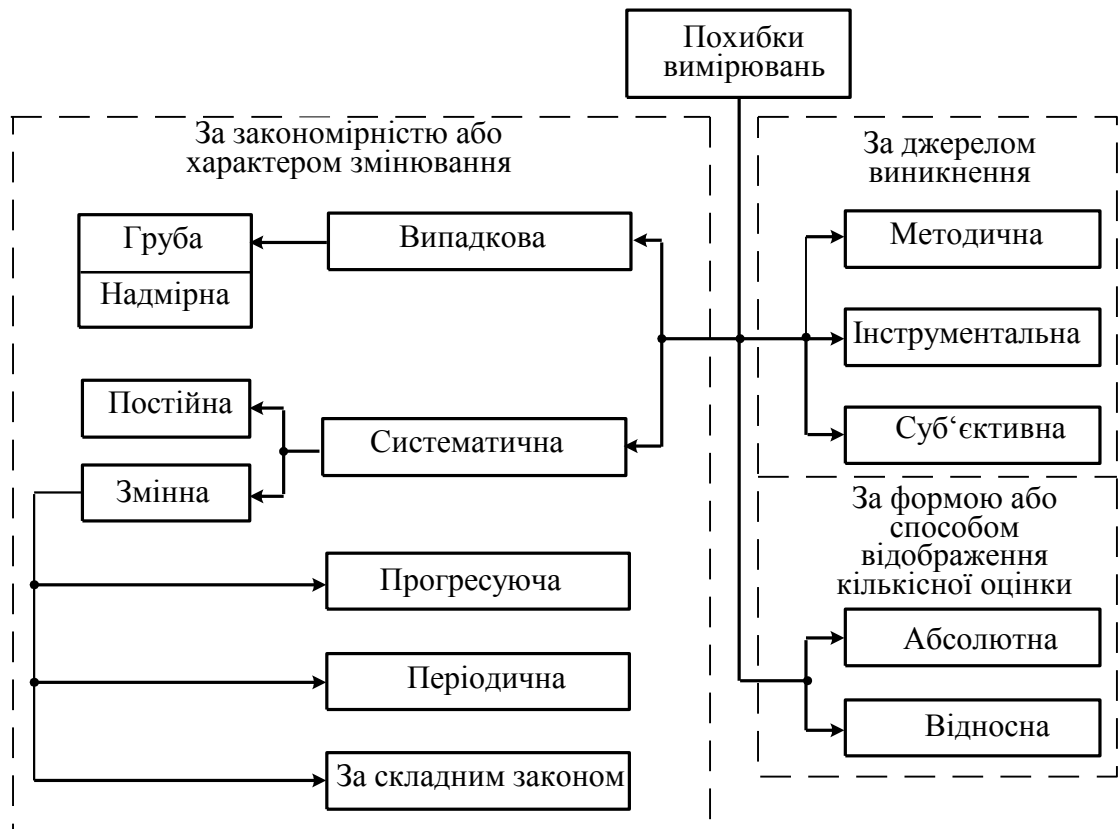 Похибки
вимірювань
За закономірністю або
характером змінювання
Груба
Надмірна
Випадкова
Постійна
Змінна
Систематична
Прогресуюча
Періодична
За складним законом
За джерелом
виникнення
Методична
Інструментальна
Суб‘єктивна
За формою або
способом
відображення
кількісної оцінки
Абсолютна
Відносна